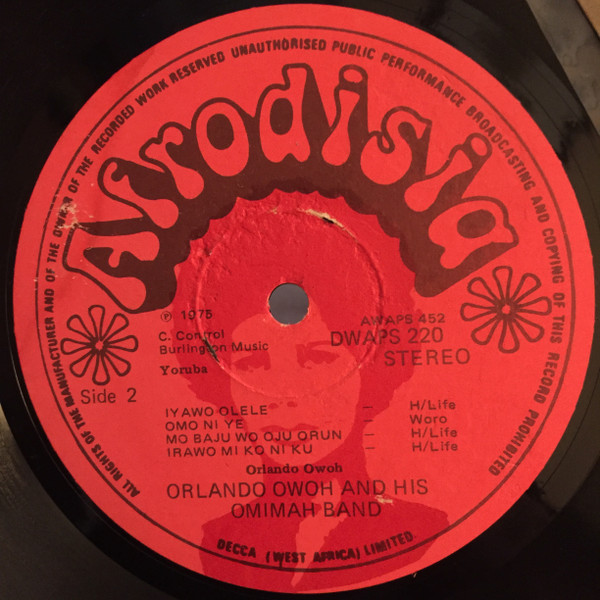 ALL RIGHTS OF THE MANUFACTURER AND OF THE OWNER OF THE RECORDED WORK RESERVED UNAUTHORISED PUBLIC PERFORMANCE BROADCASTING AND COPYING OF THIS RECORD PROHIBITED
Afrodisia
℗ 1975
AWAPS 452
C. Control
DWAPS 220
Burlington Music
STEREO
Yoruba
Side 2
IYAWO OLELE – H/Life
OMO NI YE – Woro
MO BAJU WO OJU ORUN – H/Life
IRAWO MI KO NI KU – H/Life
Orlando Owoh
ORLANDO OWOH AND HIS
OMIMAH BAND
DECCA (WEST AFRICA) LIMITED.